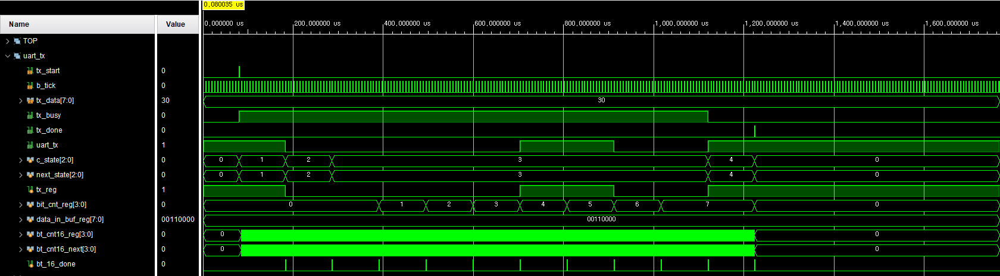 0,080035 us
Name Value 0,000000 us 200,000000 us 400,000000 us 600,000000 us 800,000000 us 1,000,000000 us 1,200,000000 us 1,400,000000 us 1,600,000000 us
TOP
uart_tx
tx_start 0
b_tick 0
tx_data[7:0] 30 30
tx_busy 0
tx_done 0
uart_tx 1
c_state[2:0] 0 0 1 2 3 4 0
next_state[2:0] 0 0 1 2 3 4 0
tx_reg 1
bit_cnt_reg[3:0] 0 0 1 2 3 4 5 6 7 0
data_in_buf_reg[7:0] 00110000 00110000
bt_cnt16_reg[3:0] 0 0 0
bt_cnt16_next[3:0] 0 0 0
bt_16_done 0